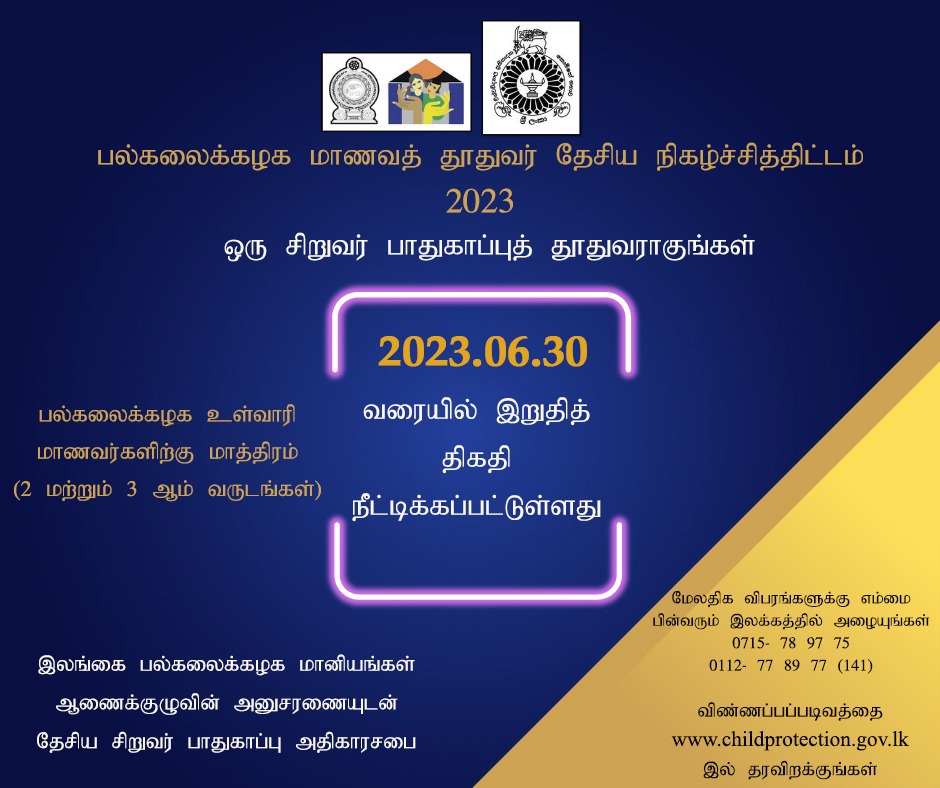 ශ්‍රී ලංකා
பல்கலைக்கழக மாணவத் தூதுவர் தேசிய நிகழ்ச்சித்திட்டம்
2023
ஒரு சிறுவர் பாதுகாப்புத் தூதுவராகுங்கள்
2023.06.30
வரையில் இறுதித்
திகதி
நீட்டிக்கப்பட்டுள்ளது
பல்கலைக்கழக உள்வாரி
மாணவர்களிற்கு மாத்திரம்
(2 மற்றும் 3 ஆம் வருடங்கள்)
மேலதிக விபரங்களுக்கு எம்மை
பின்வரும் இலக்கத்தில் அழையுங்கள்
0715- 78 97 75
0112- 77 89 77 (141)
இலங்கை பல்கலைக்கழக மானியங்கள்
ஆணைக்குழுவின் அனுசரணையுடன்
தேசிய சிறுவர் பாதுகாப்பு அதிகாரசபை
விண்ணப்பப்படிவத்தை
www.childprotection.gov.lk
இல் தரவிறக்குங்கள்